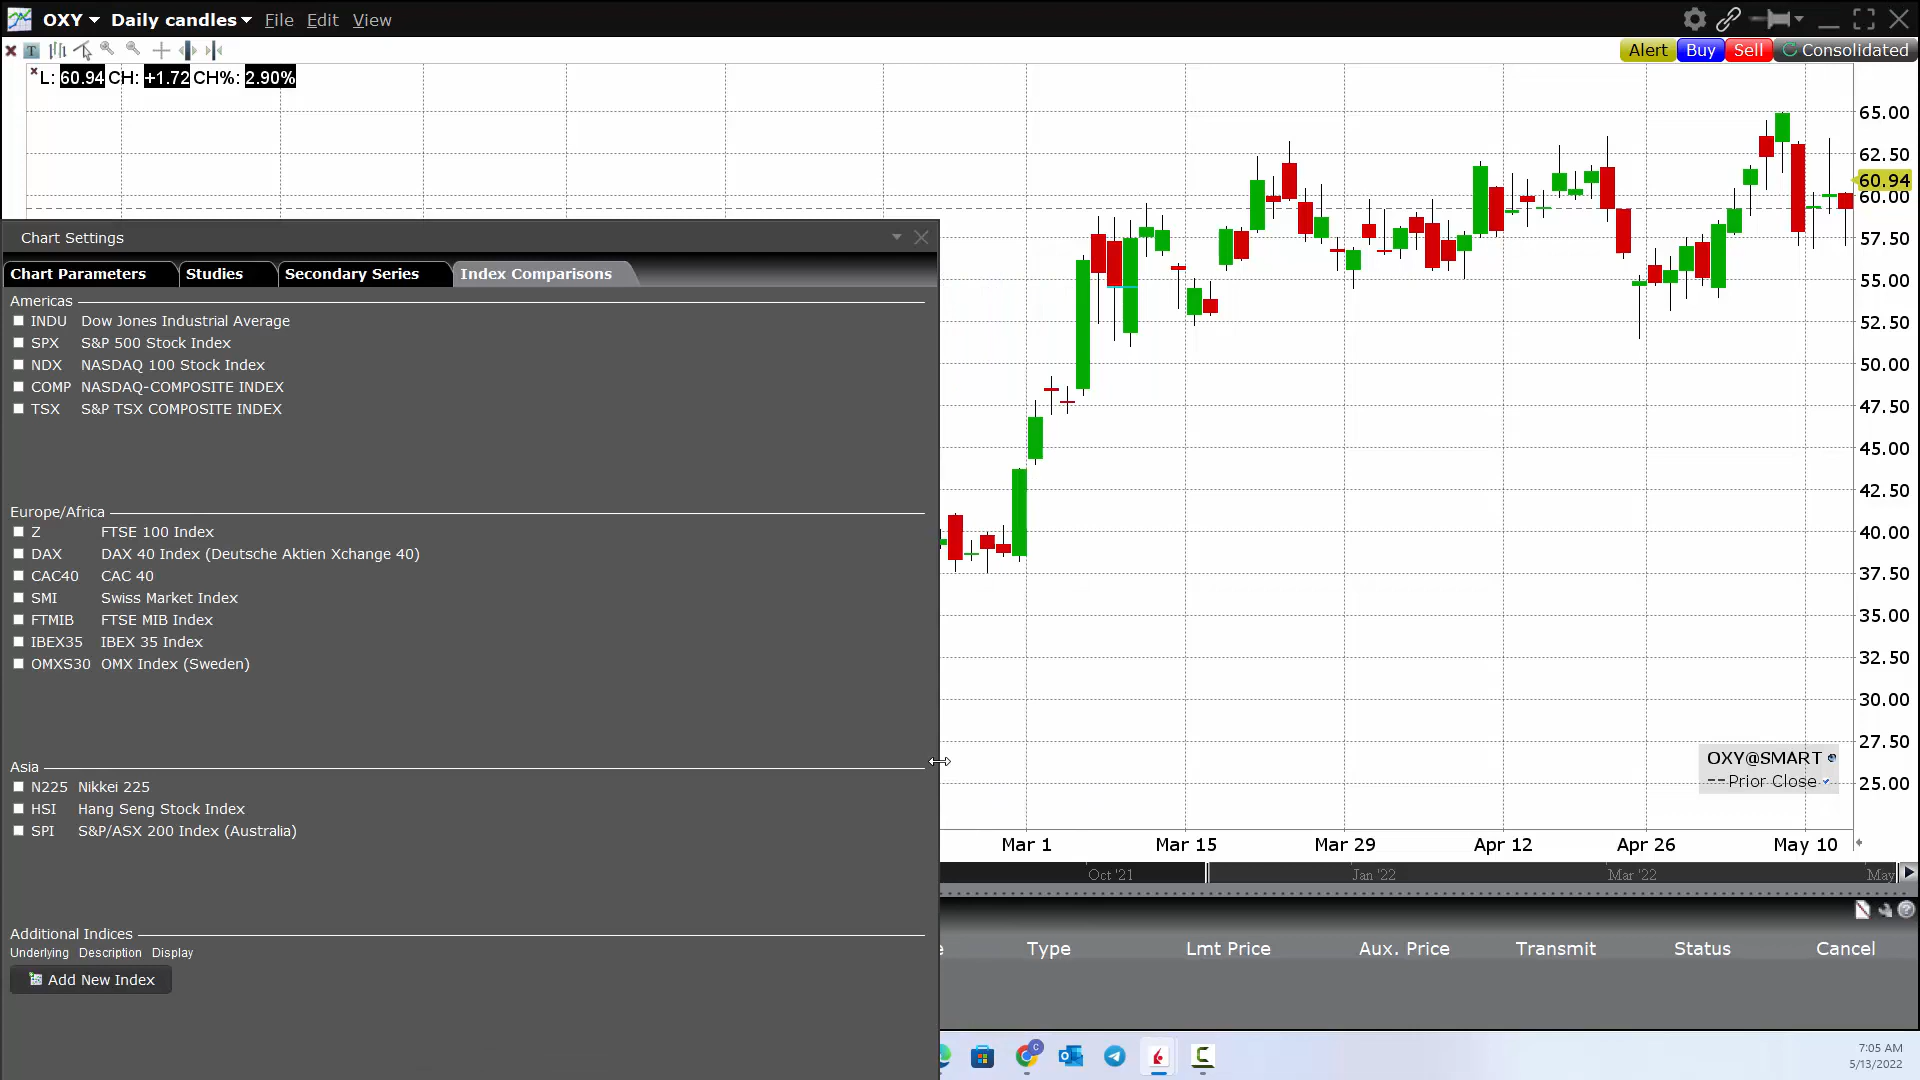 OXY Daily candles File Edit View
T Alert Buy Sell Consolidated
L: 60.94 CH: +1.72 CH%: 2.90%
65.00
62.50
60.94
60.00
57.50
55.00
52.50
50.00
47.50
45.00
42.50
40.00
37.50
35.00
32.50
30.00
27.50
25.00
Chart Settings
Chart Parameters Studies Secondary Series Index Comparisons
Americas
INDU Dow Jones Industrial Average
SPX S&P 500 Stock Index
NDX NASDAQ 100 Stock Index
COMP NASDAQ-COMPOSITE INDEX
TSX S&P TSX COMPOSITE INDEX
Europe/Africa
Z FTSE 100 Index
DAX DAX 40 Index (Deutsche Aktien Xchange 40)
CAC40 CAC 40
SMI Swiss Market Index
FTMIB FTSE MIB Index
IBEX35 IBEX 35 Index
OMXS30 OMX Index (Sweden)
Asia
N225 Nikkei 225
HSI Hang Seng Stock Index
SPI S&P/ASX 200 Index (Australia)
Additional Indices
Underlying Description Display
Add New Index
OXY@SMART
Prior Close
Mar 1 Mar 15 Mar 29 Apr 12 Apr 26 May 10
Oct '21 Jan '22 Mar '22 May
e Type Lmt Price Aux. Price Transmit Status Cancel
7:05 AM
5/13/2022